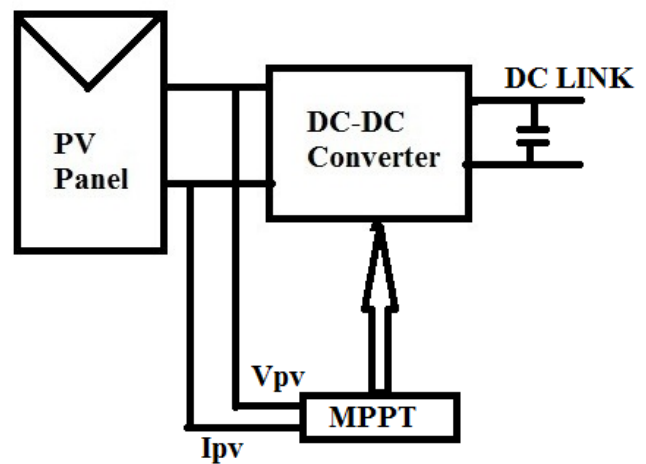 PV
Panel
DC-DC
Converter
DC LINK
Vpv
MPPT
Ipv